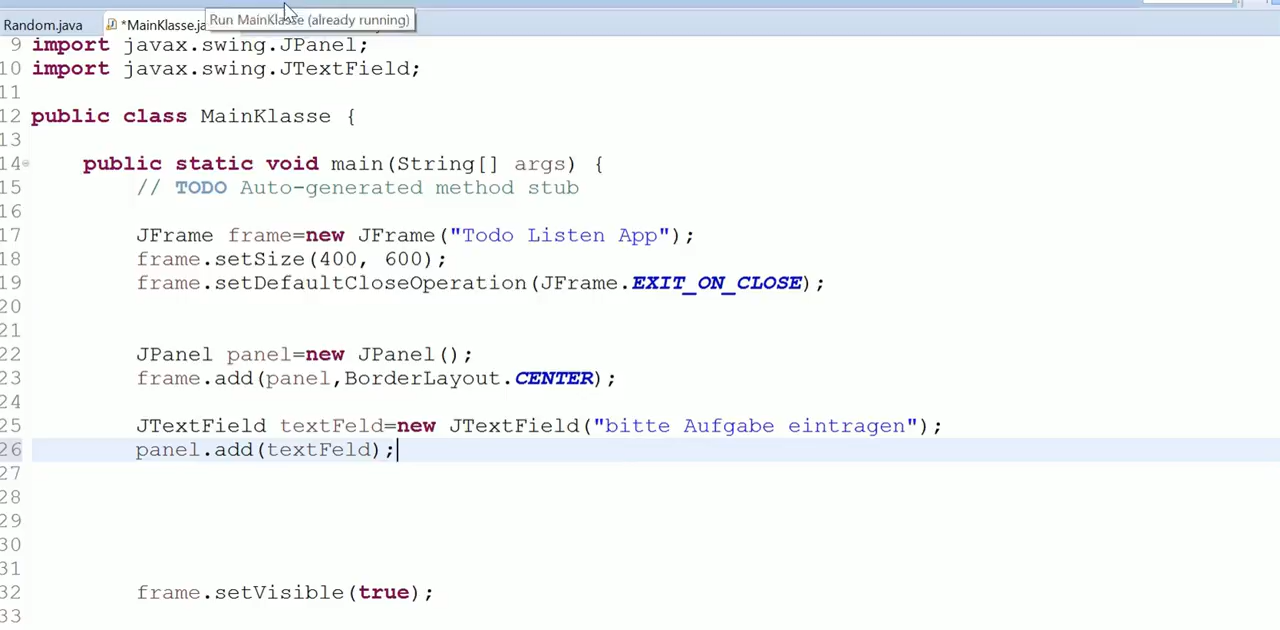 Random.java *MainKlasse.ja Run MainKlasse (already running)
9 import javax.swing.JPanel;
10 import javax.swing.JTextField;
11
12 public class MainKlasse {
13
14 public static void main(String[] args) {
15 // TODO Auto-generated method stub
16
17 JFrame frame=new JFrame("Todo Listen App");
18 frame.setSize(400, 600);
19 frame.setDefaultCloseOperation(JFrame.EXIT_ON_CLOSE);
20
21
22 JPanel panel=new JPanel();
23 frame.add(panel,BorderLayout.CENTER);
24
25 JTextField textFeld=new JTextField("bitte Aufgabe eintragen");
26 panel.add(textFeld);
27
28
29
30
31
32 frame.setVisible(true);
33